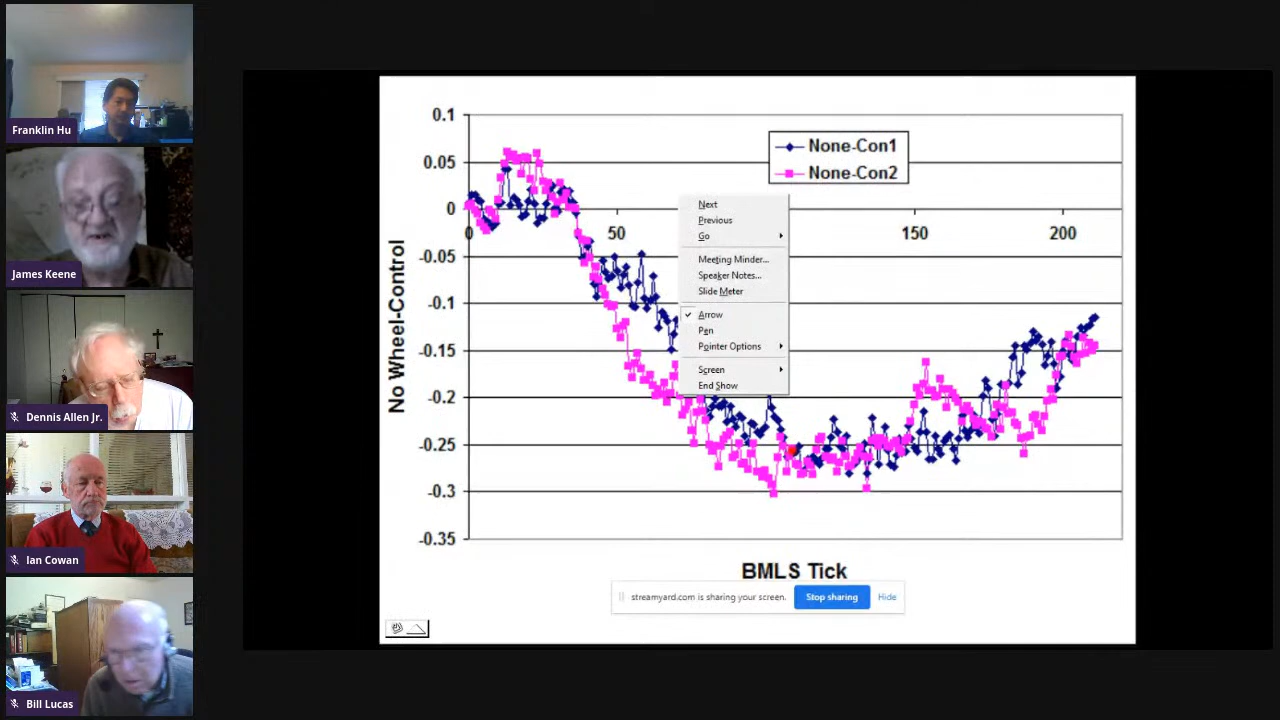 Franklin Hu
James Keene
Dennis Allen Jr.
Ian Cowan
Bill Lucas
0.1
0.05
0
-0.05
-0.1
-0.15
-0.2
-0.25
-0.3
-0.35
No Wheel-Control
0
50
150
200
None-Con1
None-Con2
Next
Previous
Go
Meeting Minder...
Speaker Notes...
Slide Meter
Arrow
Pen
Pointer Options
Screen
End Show
BMLS Tick
streamyard.com is sharing your screen.
Stop sharing
Hide